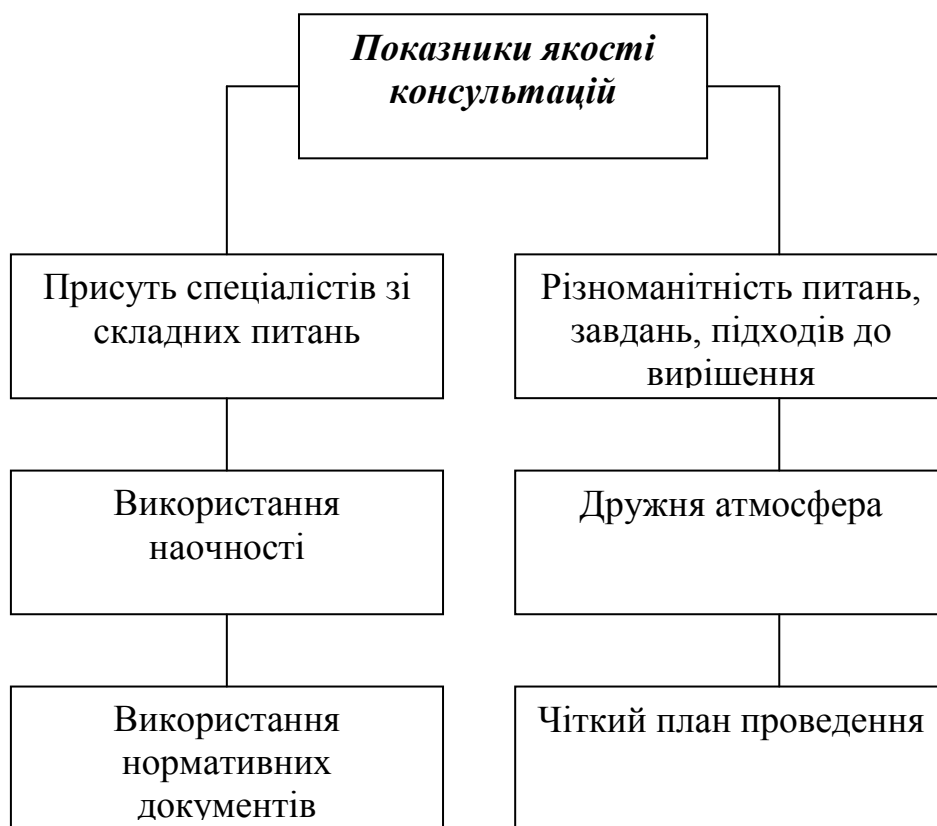 Показники якості
консультацій
Присуть спеціалістів зі
складних питань
Різноманітність питань,
завдань, підходів до
вирішення
Використання
наочності
Дружня атмосфера
Використання
нормативних
документів
Чіткий план проведення